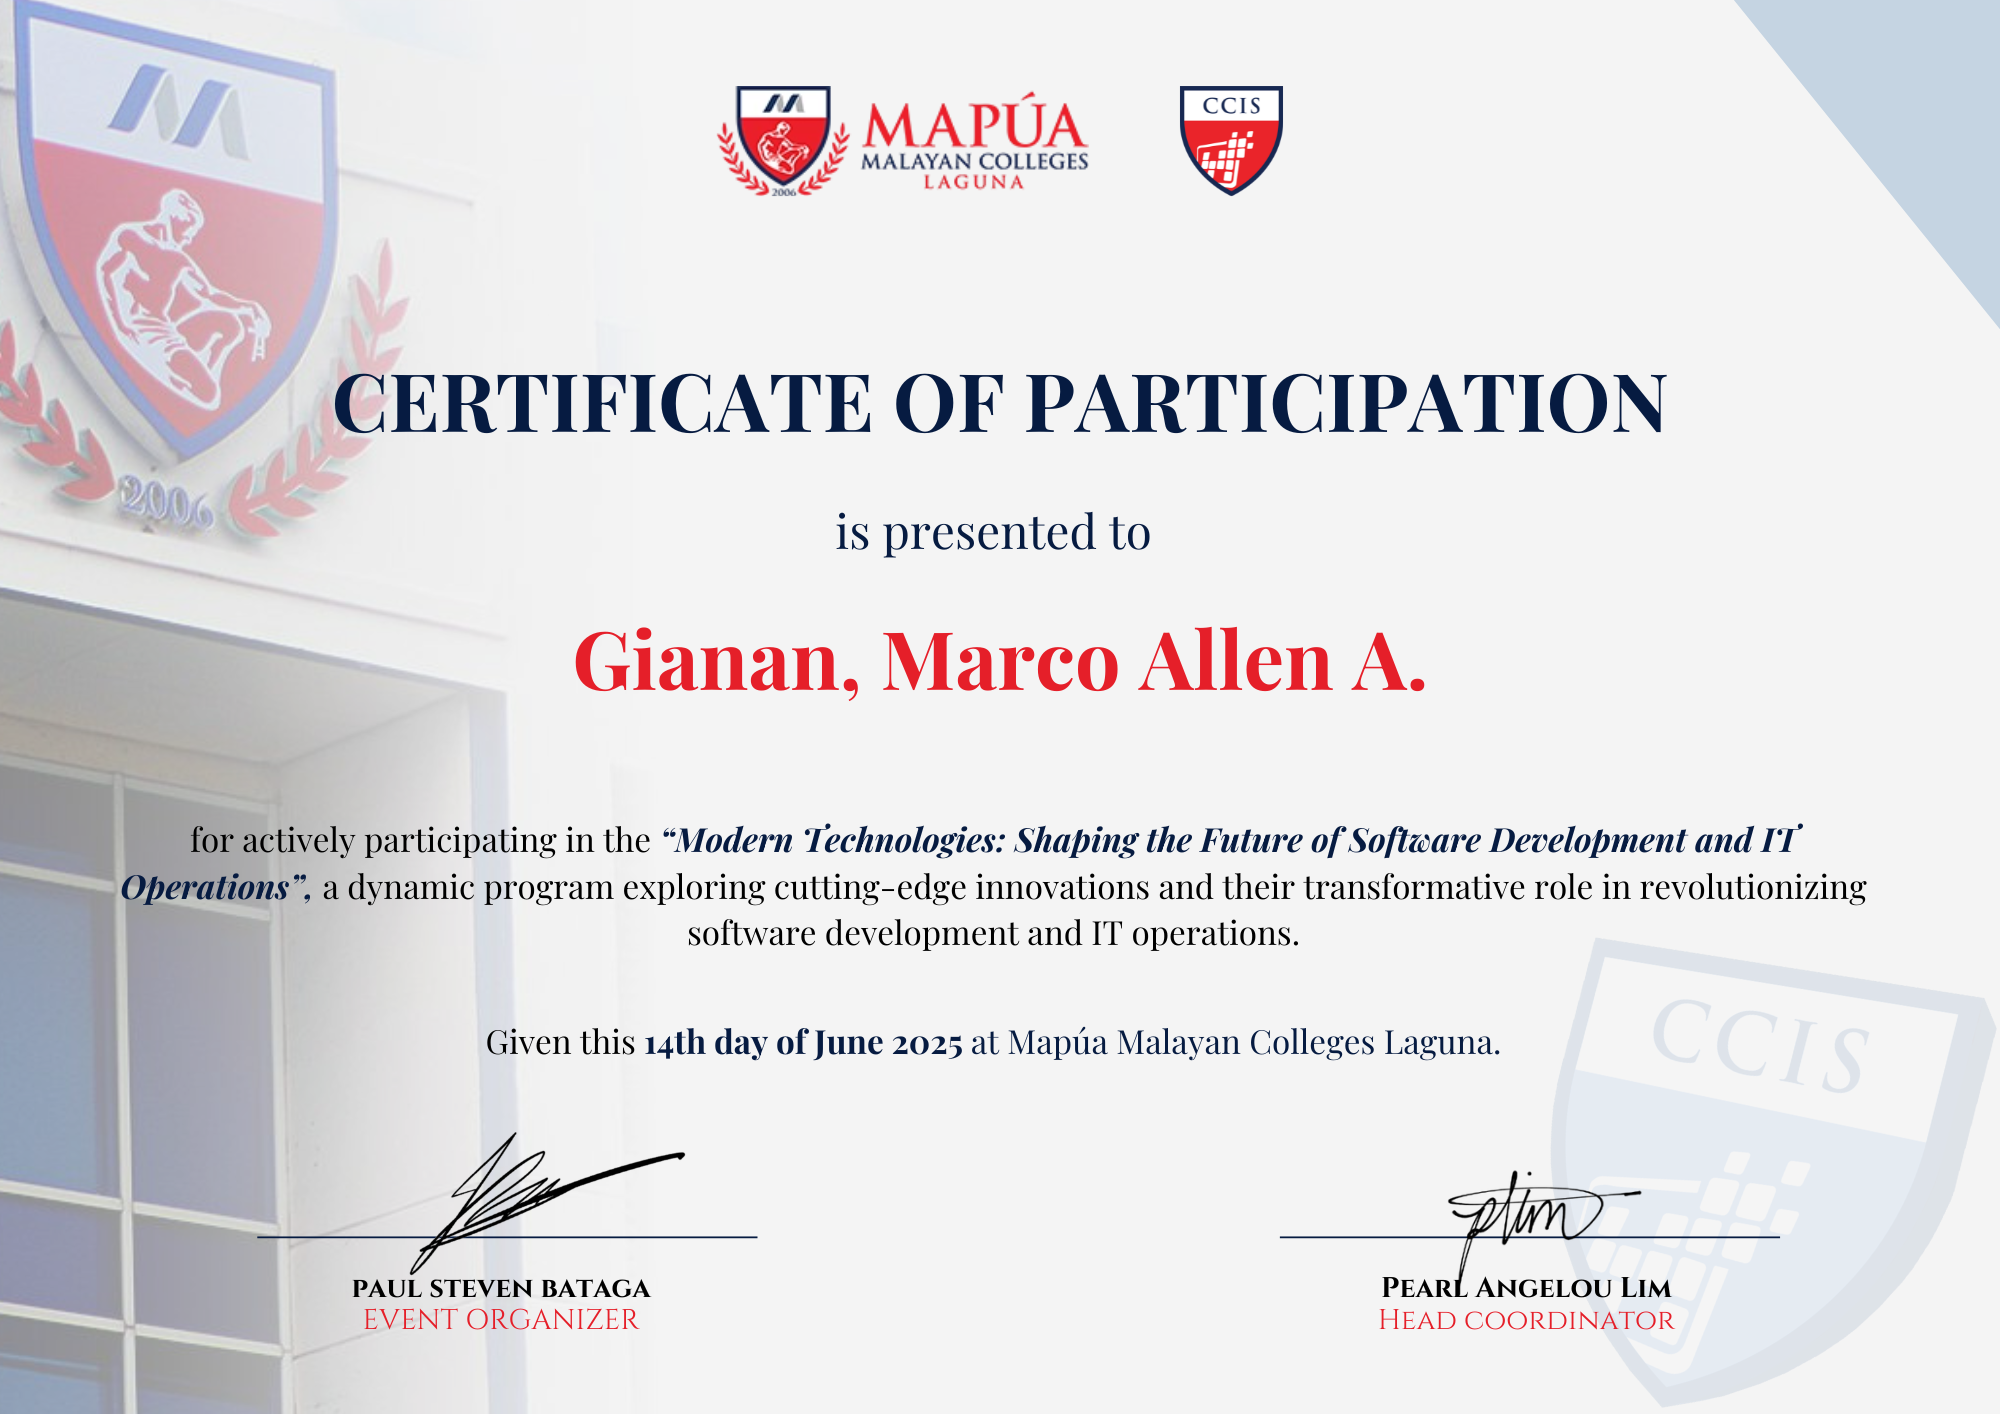 MAPÚA
MALAYAN COLLEGES
LAGUNA
2006
CCIS
2006
CERTIFICATE OF PARTICIPATION
is presented to
Gianan, Marco Allen A.
for actively participating in the “Modern Technologies: Shaping the Future of Software Development and IT
Operations”, a dynamic program exploring cutting-edge innovations and their transformative role in revolutionizing
software development and IT operations.
Given this 14th day of June 2025 at Mapúa Malayan Colleges Laguna.
CCIS
plim
PAUL STEVEN BATAGA
EVENT ORGANIZER
PEARL ANGELOU LIM
HEAD COORDINATOR